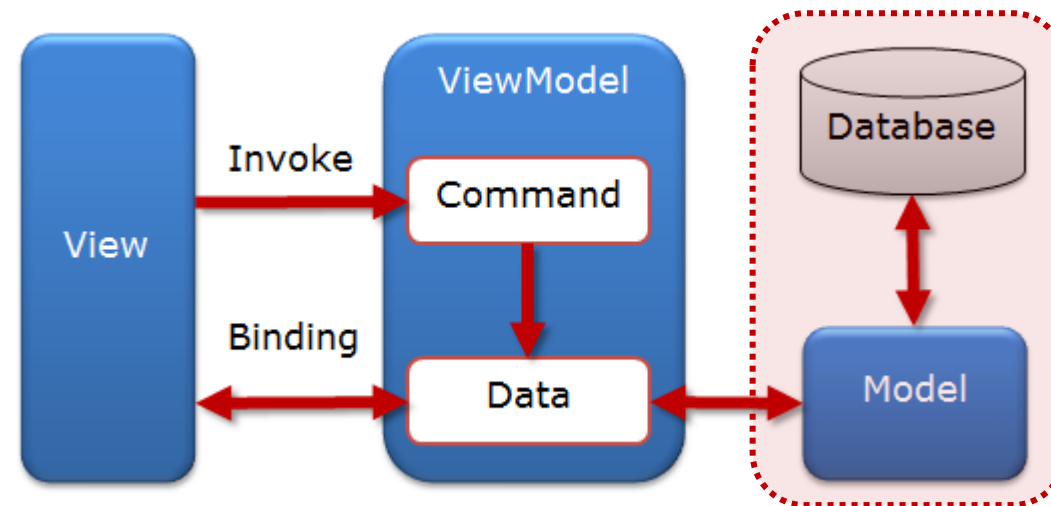 ViewModel
Database
Invoke
Command
View
Binding
Data
Model